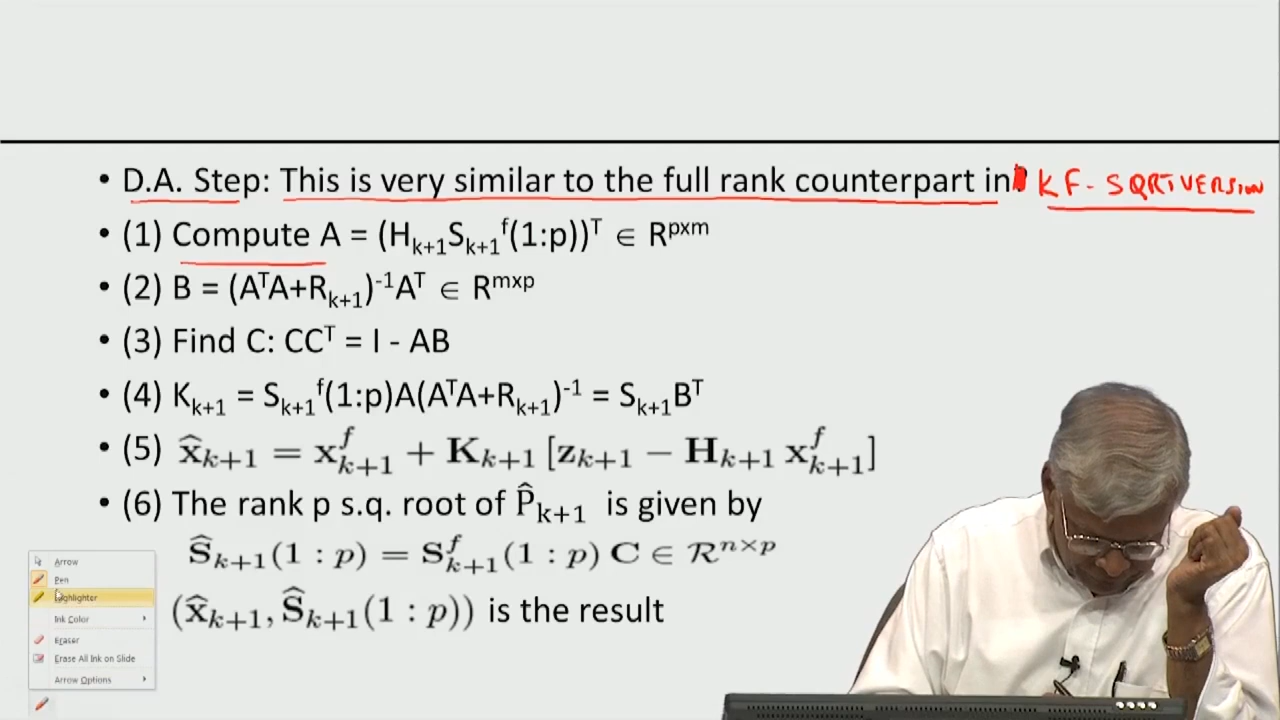 • D.A. Step: This is very similar to the full rank counterpart in KF-SQRT VERSION
• (1) Compute A = (Hₖ₊₁Sₖ₊₁ᶠ(1:p))ᵀ ∈ Rᵖˣᵐ
• (2) B = (AᵀA+Rₖ₊₁)⁻¹Aᵀ ∈ Rᵐˣᵖ
• (3) Find C: CCᵀ = I - AB
• (4) Kₖ₊₁ = Sₖ₊₁ᶠ(1:p)A(AᵀA+Rₖ₊₁)⁻¹ = Sₖ₊₁Bᵀ
• (5) x̂ₖ₊₁ = xᶠₖ₊₁ + Kₖ₊₁ [zₖ₊₁ − Hₖ₊₁ xᶠₖ₊₁]
• (6) The rank p s.q. root of P̂ₖ₊₁ is given by
Ŝₖ₊₁(1 : p) = Sᶠₖ₊₁(1 : p) C ∈ ℛⁿˣᵖ
(x̂ₖ₊₁, Ŝₖ₊₁(1 : p)) is the result
Arrow
Pen
Highlighter
Ink Color
Eraser
Erase All Ink on Slide
Arrow Options